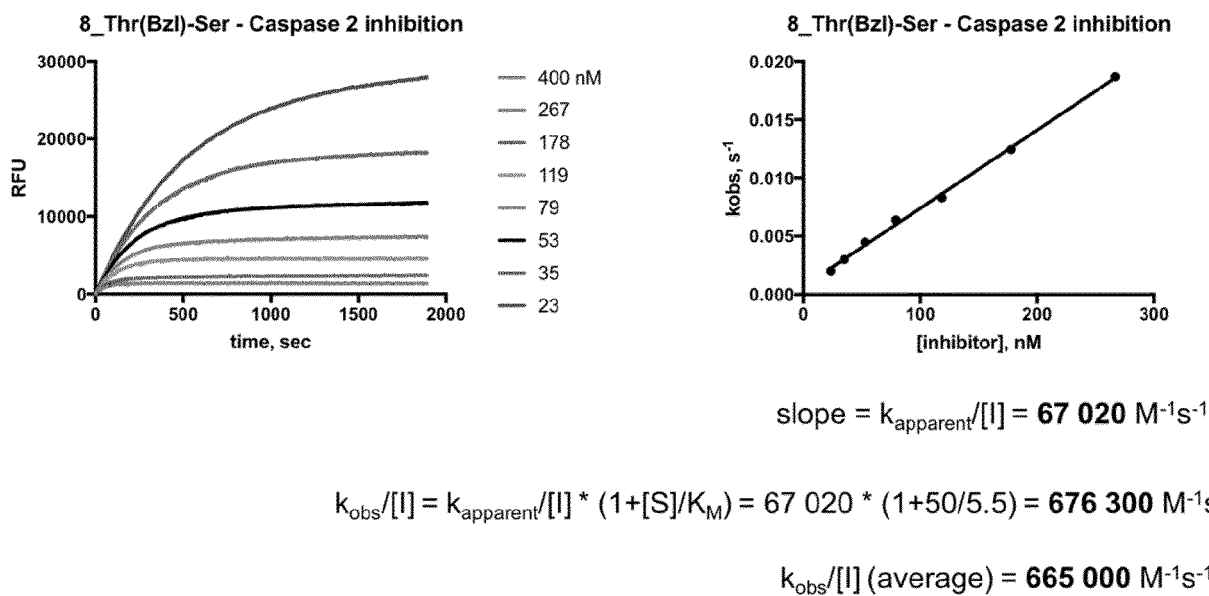 8_Thr(Bzl)-Ser - Caspase 2 inhibition
30000
20000
10000
0
RFU
0 500 1000 1500 2000
time, sec
400 nM
267
178
119
79
53
35
23
8_Thr(Bzl)-Ser - Caspase 2 inhibition
0.020
0.015
0.010
0.005
0.000
kobs, s-1
0 100 200 300
[inhibitor], nM
slope = kapparent/[I] = 67 020 M-1s-1
kobs/[I] = kapparent/[I] * (1+[S]/KM) = 67 020 * (1+50/5.5) = 676 300 M-1s
kobs/[I] (average) = 665 000 M-1s-1